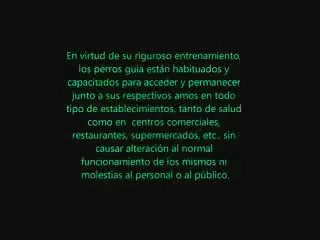 En virtud de su riguroso entrenamiento,
los perros guia están habituados y
capacitados para acceder y permanecer
junto a sus respectivos amos en todo
tipo de establecimientos, tanto de salud
como en centros comerciales,
restaurantes, supermercados, etc., sin
causar alteración al normal
funcionamiento de los mismos ni
molestias al personal o al público.